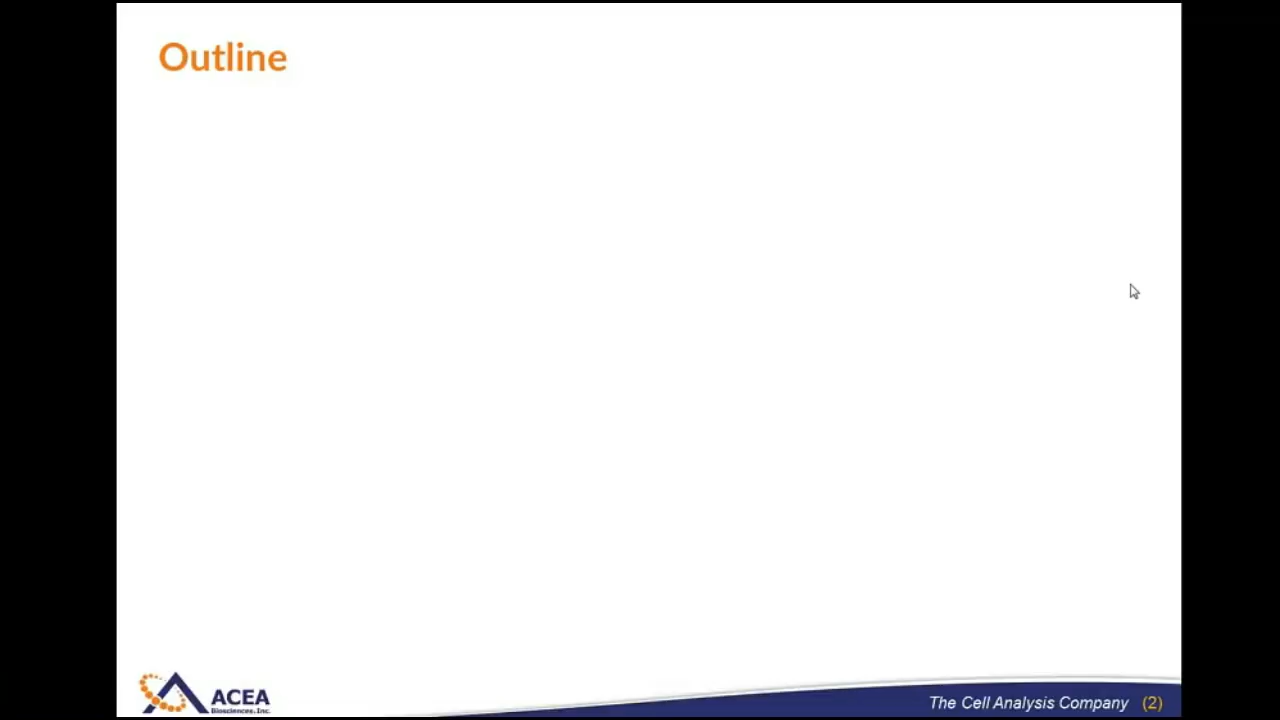 Outline
ACEA
Biosciences, Inc.
The Cell Analysis Company (2)